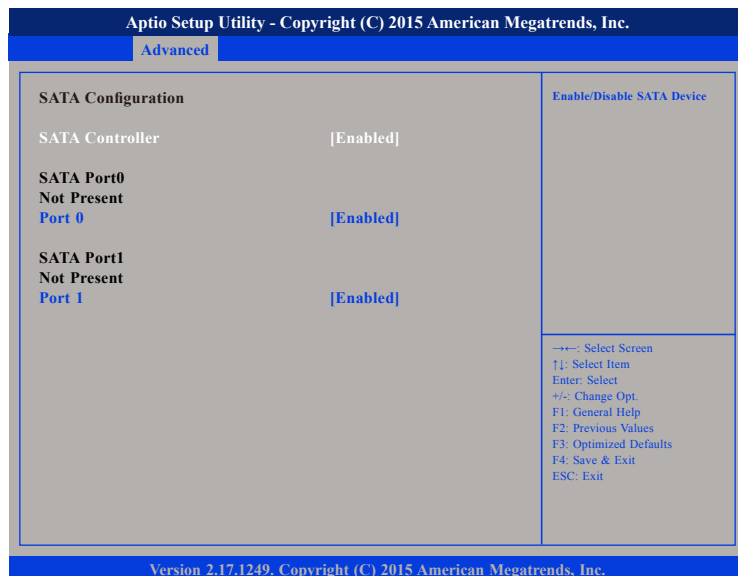 Aptio Setup Utility - Copyright (C) 2015 American Megatrends, Inc.
Advanced
SATA Configuration
SATA Controller [Enabled]
SATA Port0
Not Present
Port 0 [Enabled]
SATA Port1
Not Present
Port 1 [Enabled]
Enable/Disable SATA Device
→←: Select Screen
↑↓: Select Item
Enter: Select
+/-: Change Opt.
F1: General Help
F2: Previous Values
F3: Optimized Defaults
F4: Save & Exit
ESC: Exit
Version 2.17.1249. Copyright (C) 2015 American Megatrends, Inc.